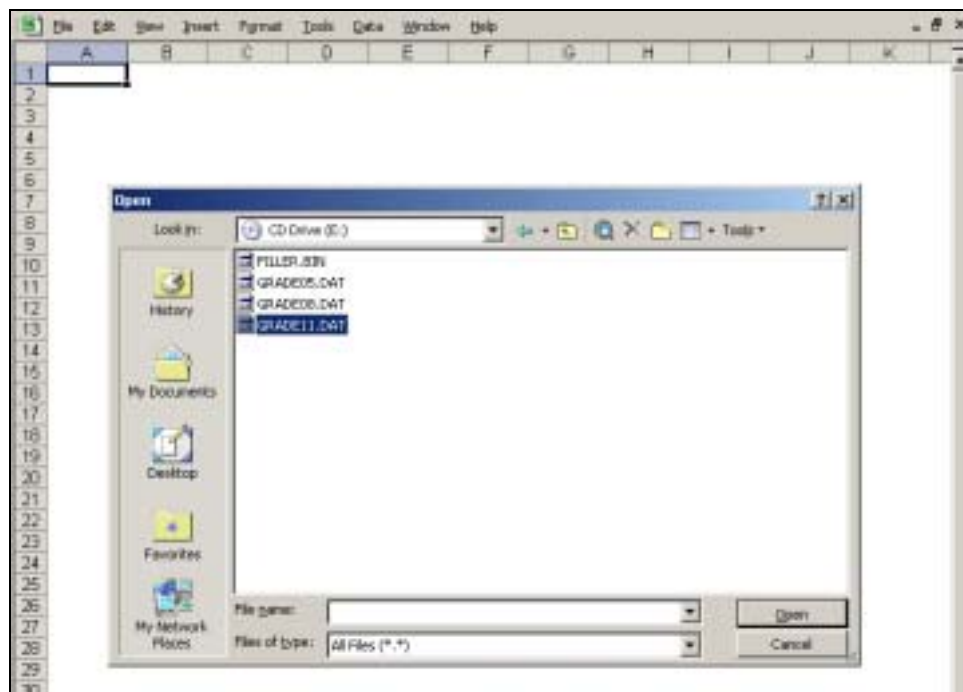 File Edit View Insert Format Tools Data Window Help
A B C D E F G H I J K
1
2
3
4
5
6
7
8
9
10
11
12
13
14
15
16
17
18
19
20
21
22
23
24
25
26
27
28
29
30
Open
Look in: CD Drive (E:) Tools
FILLER.BIN
GRADE05.DAT
GRADE08.DAT
GRADE11.DAT
History
My Documents
Desktop
Favorites
My Network
Places
File name: Open
Files of type: All Files (*.*) Cancel